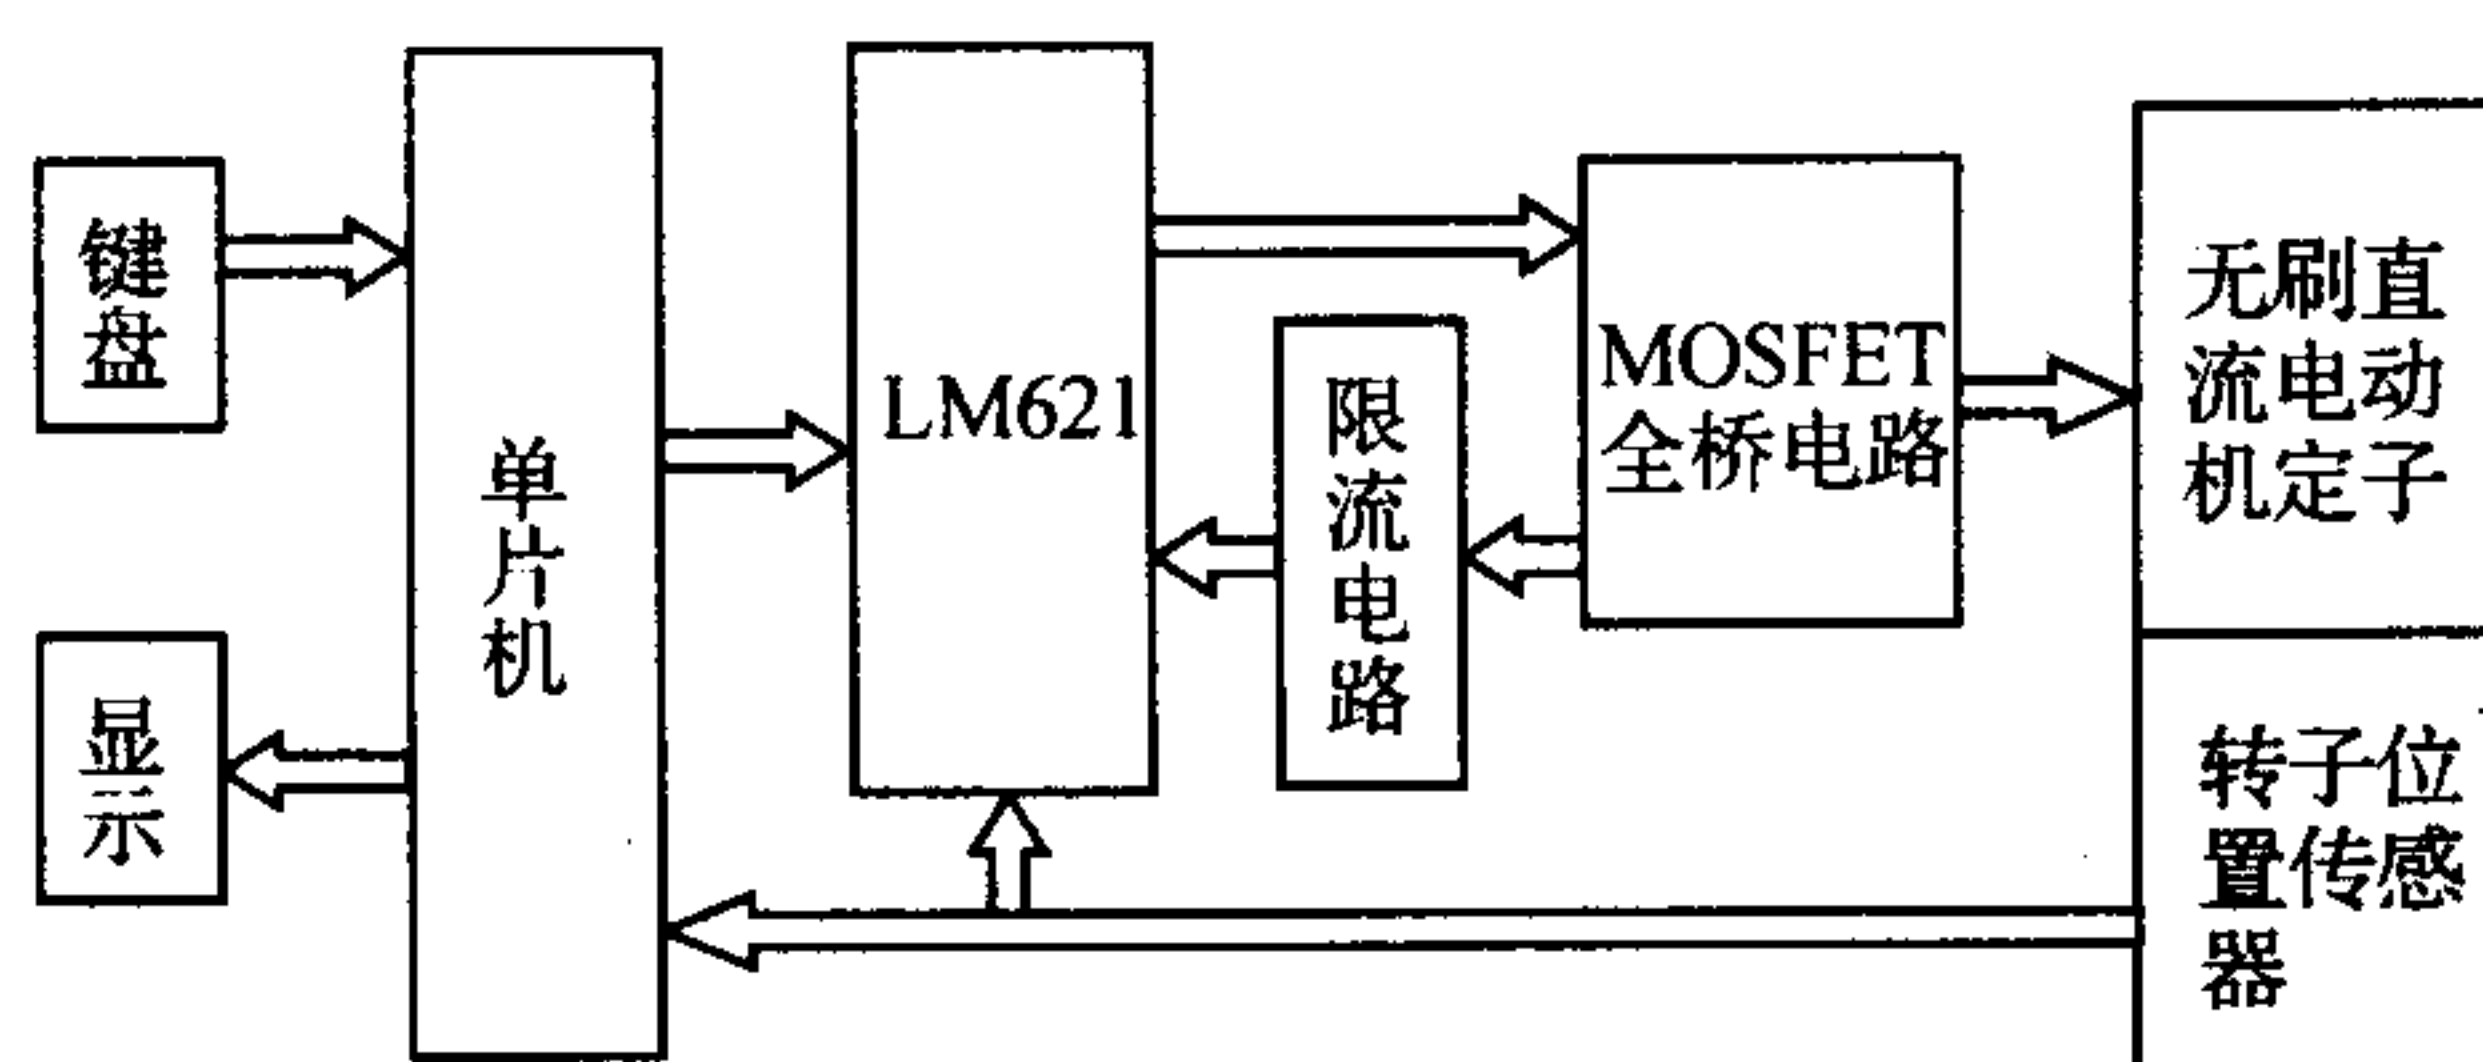 键
盘
显
示
单
片
机
LM621
限
流
电
路
MOSFET
全桥电路
无刷直
流电动
机定子
转子位
置传感
器